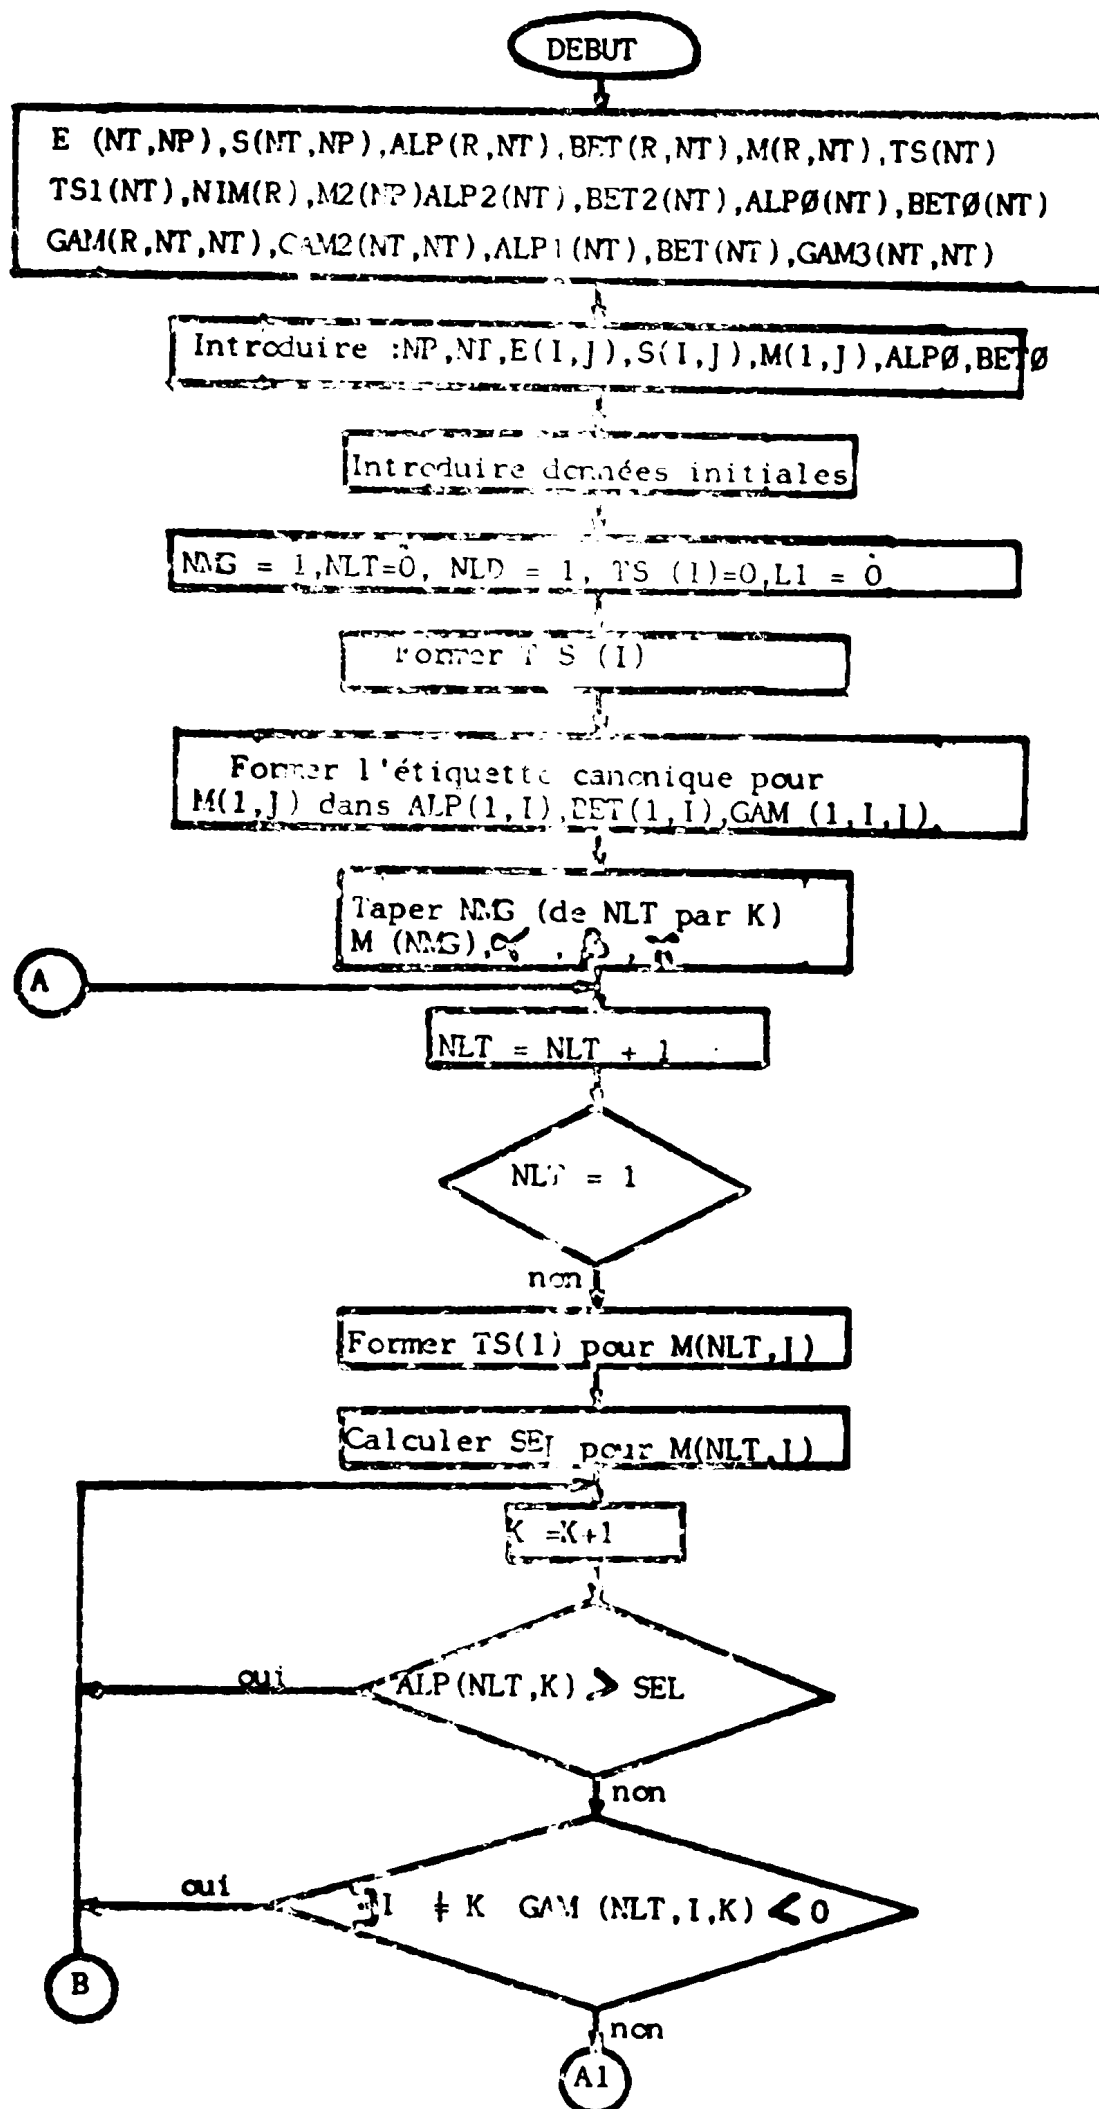 DEBUT
E (NT,NP),S(NT,NP),ALP(R,NT),BET(R,NT),M(R,NT),TS(NT)
TS1(NT),NIM(R),M2(NP)ALP2(NT),BET2(NT),ALPØ(NT),BETØ(NT)
GAM(R,NT,NT),GAM2(NT,NT),ALP1(NT),BET(NT),GAM3(NT,NT)
Introduire :NP,NT,E(I,J),S(I,J),M(1,J),ALPØ,BETØ
Introduire données initiales
NMG = 1,NLT=0, NLD = 1, TS (1)=0,L1 = 0
Former T S (I)
Former l'étiquette canonique pour
M(1,J) dans ALP(1,I),BET(1,I),GAM (1,I,J).
Taper NMG (de NLT par K)
M (NMG),α , β ,
A
NLT = NLT + 1
NLT = 1
non
Former TS(1) pour M(NLT,J)
Calculer SEL pour M(NLT,J)
K =K+1
oui
ALP(NLT,K) > SEL
non
oui
∃I ≠ K GAM (NLT,I,K) < 0
B
non
A1